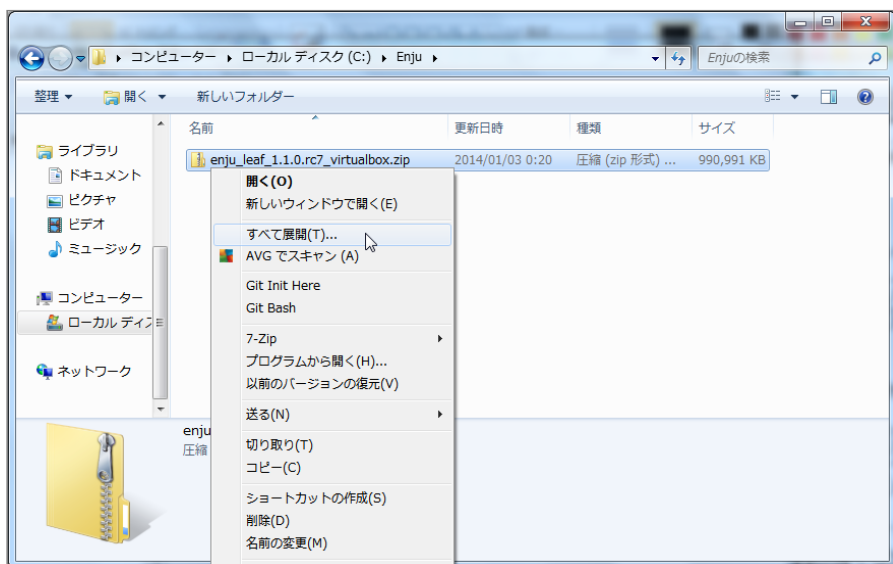 コンピューター ローカル ディスク (C:) Enju
Enjuの検索
整理 開く 新しいフォルダー
名前 更新日時 種類 サイズ
enju_leaf_1.1.0.rc7_virtualbox.zip 2014/01/03 0:20 圧縮 (zip 形式) ... 990,991 KB
ライブラリ
ドキュメント
ピクチャ
ビデオ
ミュージック
コンピューター
ローカル ディス
ネットワーク
開く(O)
新しいウィンドウで開く(E)
すべて展開(T)...
AVG でスキャン (A)
Git Init Here
Git Bash
7-Zip
プログラムから開く(H)...
以前のバージョンの復元(V)
送る(N)
切り取り(T)
コピー(C)
ショートカットの作成(S)
削除(D)
名前の変更(M)
enju
圧縮